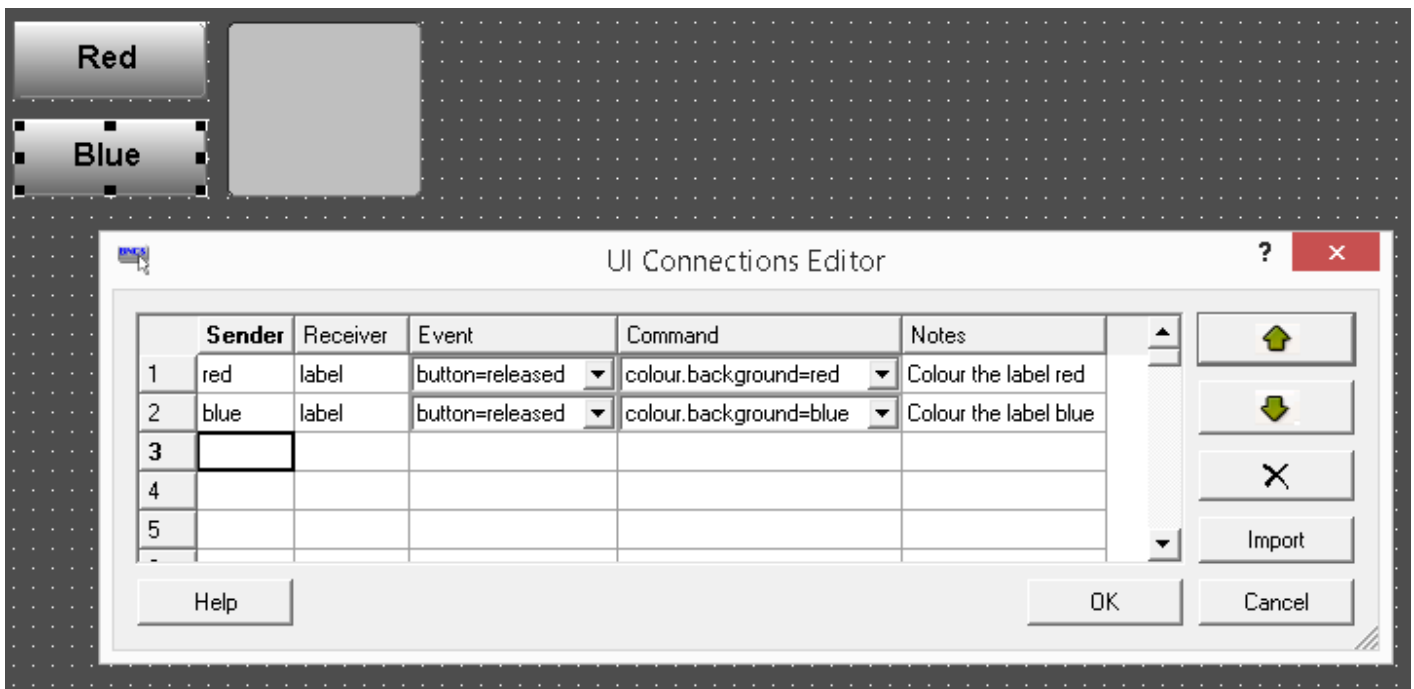 Red
Blue
BNCS
UI Connections Editor
?
Sender Receiver Event Command Notes
1 red label button=released colour.background=red Colour the label red
2 blue label button=released colour.background=blue Colour the label blue
3
4
5
Import
Help OK Cancel